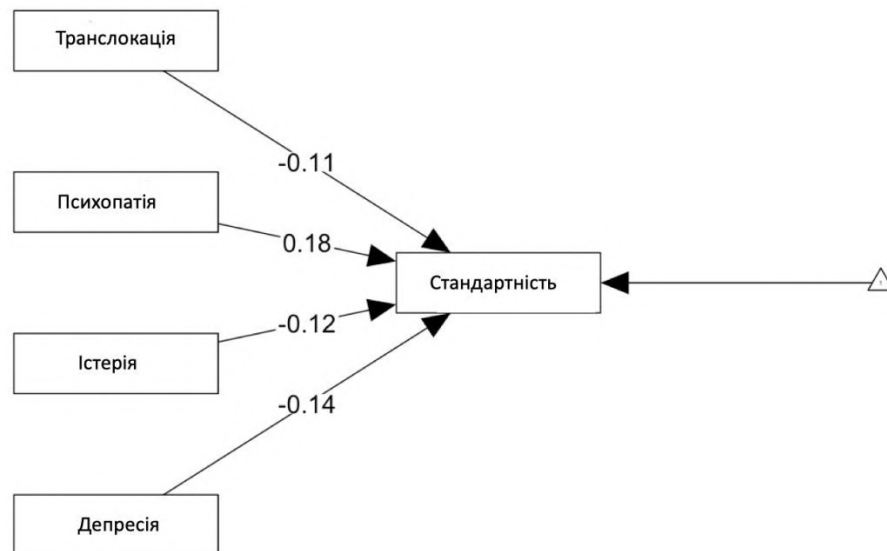 Транслокація
-0.11
Психопатія
0.18
Стандартність
-0.12
Істерія
-0.14
Депресія